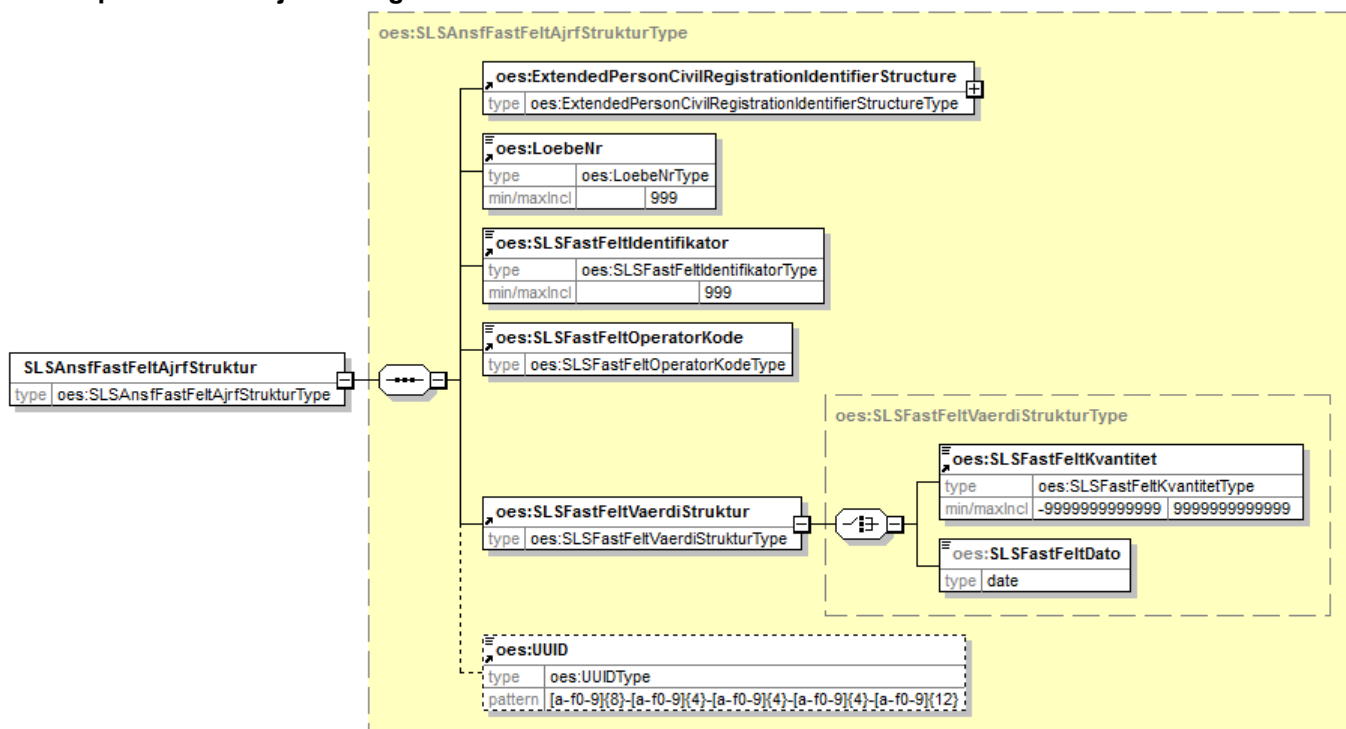 oes:SLSAnsfFastFeltAjrfStrukturType
oes:ExtendedPersonCivilRegistrationIdentifierStructure
type oes:ExtendedPersonCivilRegistrationIdentifierStructureType
oes:LoebeNr
type oes:LoebeNrType
min/maxIncl 999
oes:SLSFastFeltIdentifikator
type oes:SLSFastFeltIdentifikatorType
min/maxIncl 999
oes:SLSFastFeltOperatorKode
type oes:SLSFastFeltOperatorKodeType
SLSAnsfFastFeltAjrfStruktur
type oes:SLSAnsfFastFeltAjrfStrukturType
oes:SLSFastFeltVaerdiStrukturType
oes:SLSFastFeltKvantitet
type oes:SLSFastFeltKvantitetType
min/maxIncl -9999999999999 9999999999999
oes:SLSFastFeltVaerdiStruktur
type oes:SLSFastFeltVaerdiStrukturType
oes:SLSFastFeltDato
type date
oes:UUID
type oes:UUIDType
pattern [a-f0-9]{8}-[a-f0-9]{4}-[a-f0-9]{4}-[a-f0-9]{4}-[a-f0-9]{12}